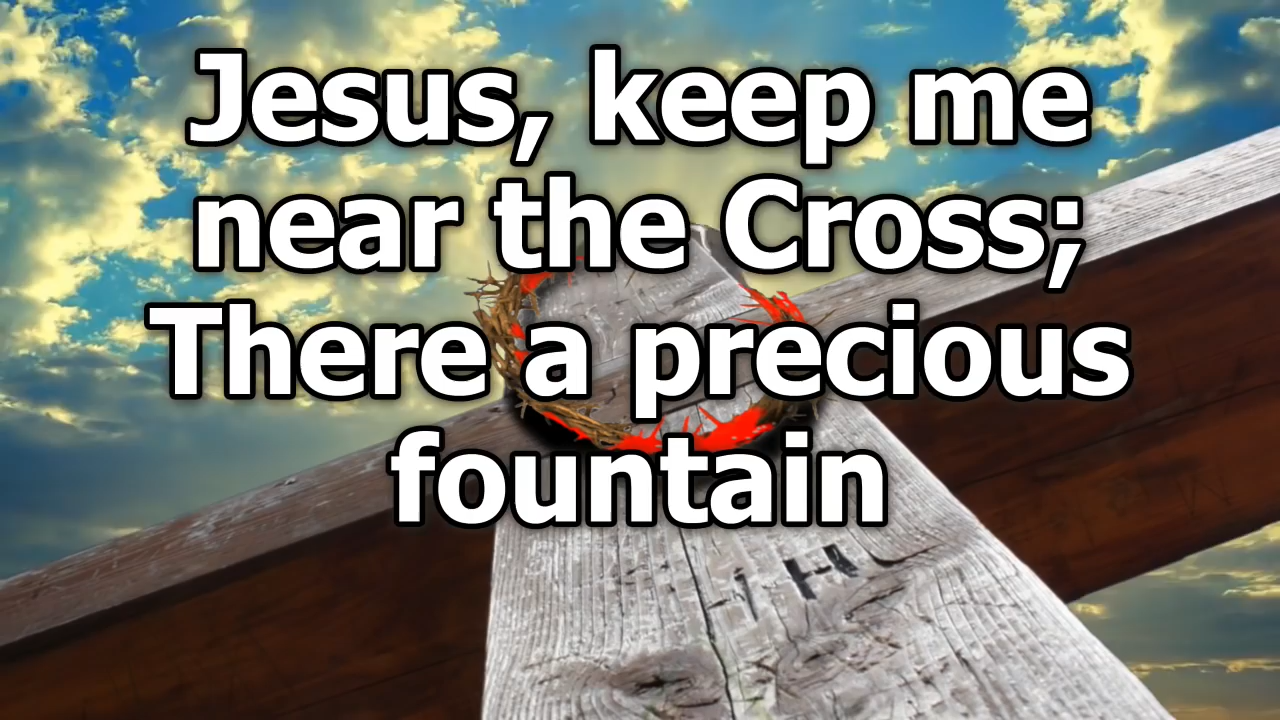 Jesus, keep me
near the Cross;
There a precious
fountain